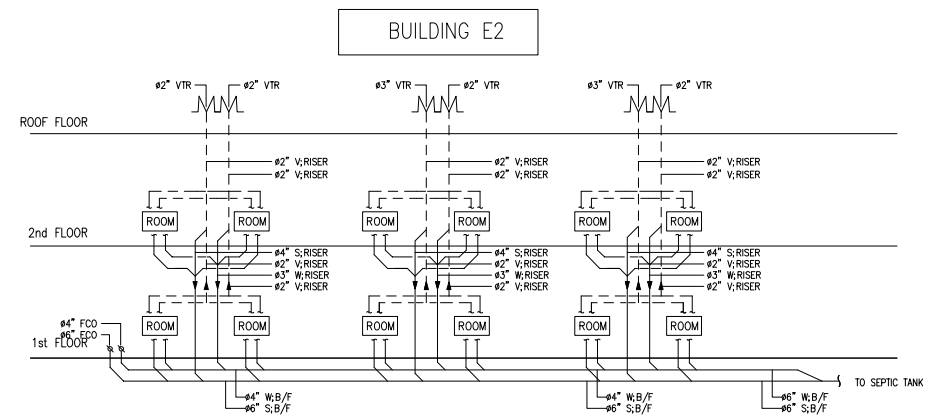 BUILDING E2
ø2" VTR ø2" VTR ø3" VTR ø2" VTR ø3" VTR ø2" VTR
ROOF FLOOR
ø2" V;RISER ø2" V;RISER ø2" V;RISER
ø2" V;RISER ø2" V;RISER ø2" V;RISER
ROOM ROOM ROOM ROOM ROOM ROOM
2nd FLOOR
ø4" S;RISER ø4" S;RISER ø4" S;RISER
ø2" V;RISER ø2" V;RISER ø2" V;RISER
ø3" W;RISER ø3" W;RISER ø3" W;RISER
ø2" V;RISER ø2" V;RISER ø2" V;RISER
ø4" FCO
ROOM ROOM ROOM ROOM ROOM ROOM
ø6" FCO
1st FLOOR
TO SEPTIC TANK
ø4" W;B/F ø4" W;B/F ø6" W;B/F
ø6" S;B/F ø6" S;B/F ø6" S;B/F